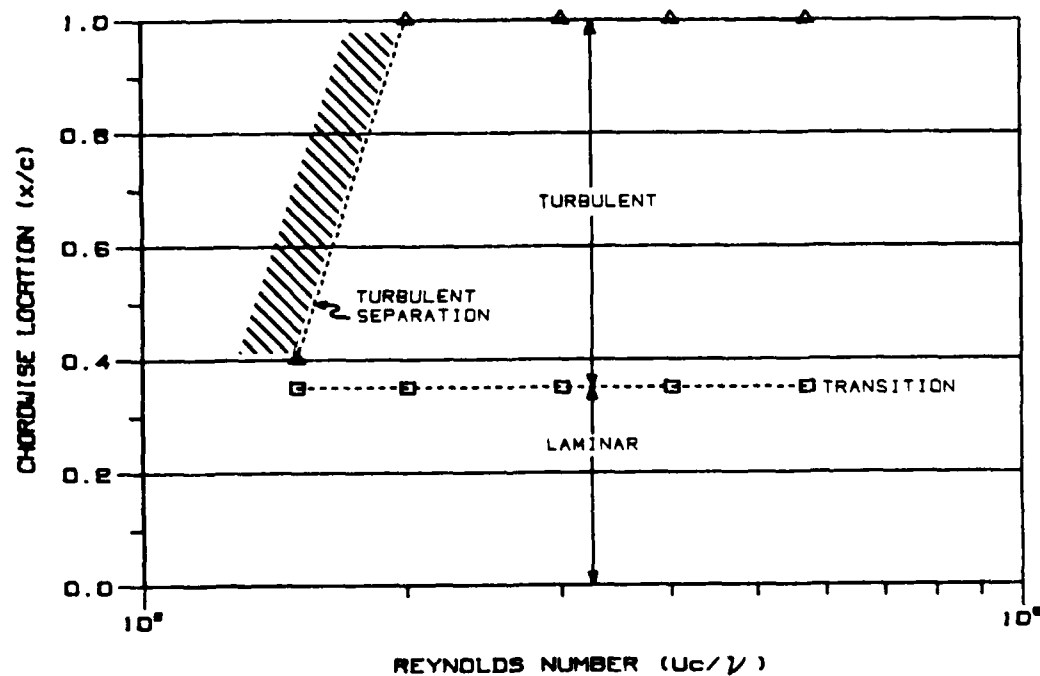 1.0
0.8
0.6
0.4
0.2
0.0
CHORDWISE LOCATION (x/c)
TURBULENT
TURBULENT
SEPARATION
TRANSITION
LAMINAR
REYNOLDS NUMBER (Uc/ν)